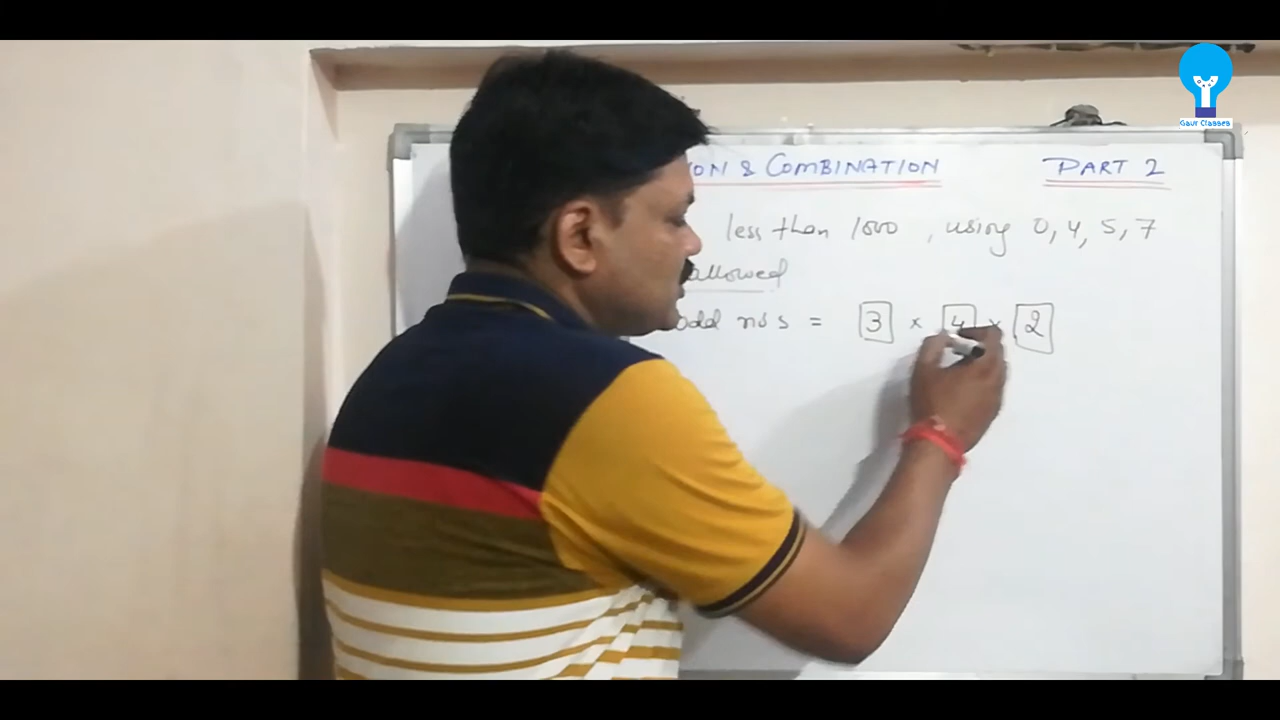 Gaur Classes
ON & COMBINATION PART 2
less than 1000, using 0, 4, 5, 7
allowed
odd no's = 3 × 4 × 2